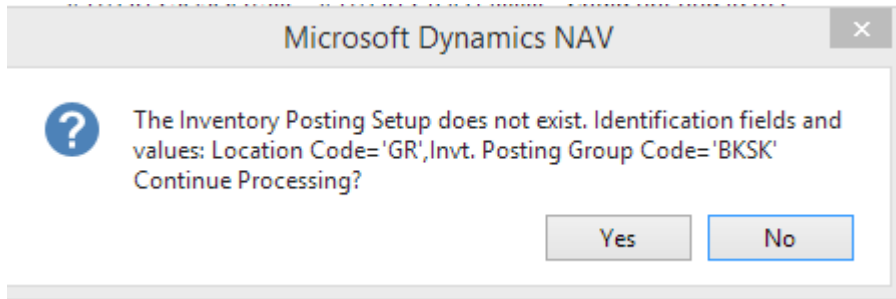 Microsoft Dynamics NAV
The Inventory Posting Setup does not exist. Identification fields and
values: Location Code='GR',Invt. Posting Group Code='BKSK'
Continue Processing?
Yes No